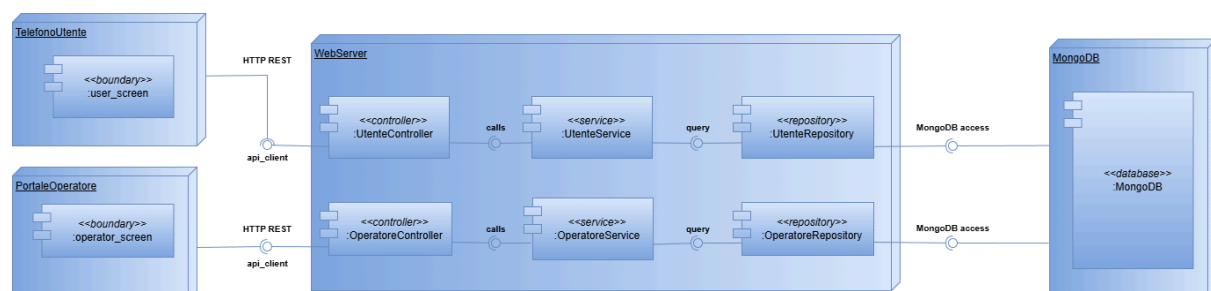 TelefonoUtente
<<boundary>>
:user_screen
HTTP REST
api_client
PortaleOperatore
<<boundary>>
:operator_screen
HTTP REST
api_client
WebServer
<<controller>>
:UtenteController
calls
<<service>>
:UtenteService
query
<<repository>>
:UtenteRepository
MongoDB access
<<controller>>
:OperatoreController
calls
<<service>>
:OperatoreService
query
<<repository>>
:OperatoreRepository
MongoDB access
MongoDB
<<database>>
:MongoDB